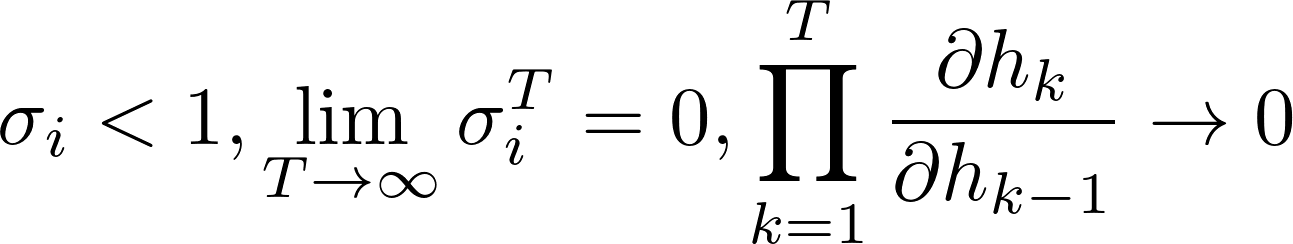 σ_i < 1, lim_{T→∞} σ_i^T = 0, ∏_{k=1}^{T} ∂h_k/∂h_{k−1} → 0